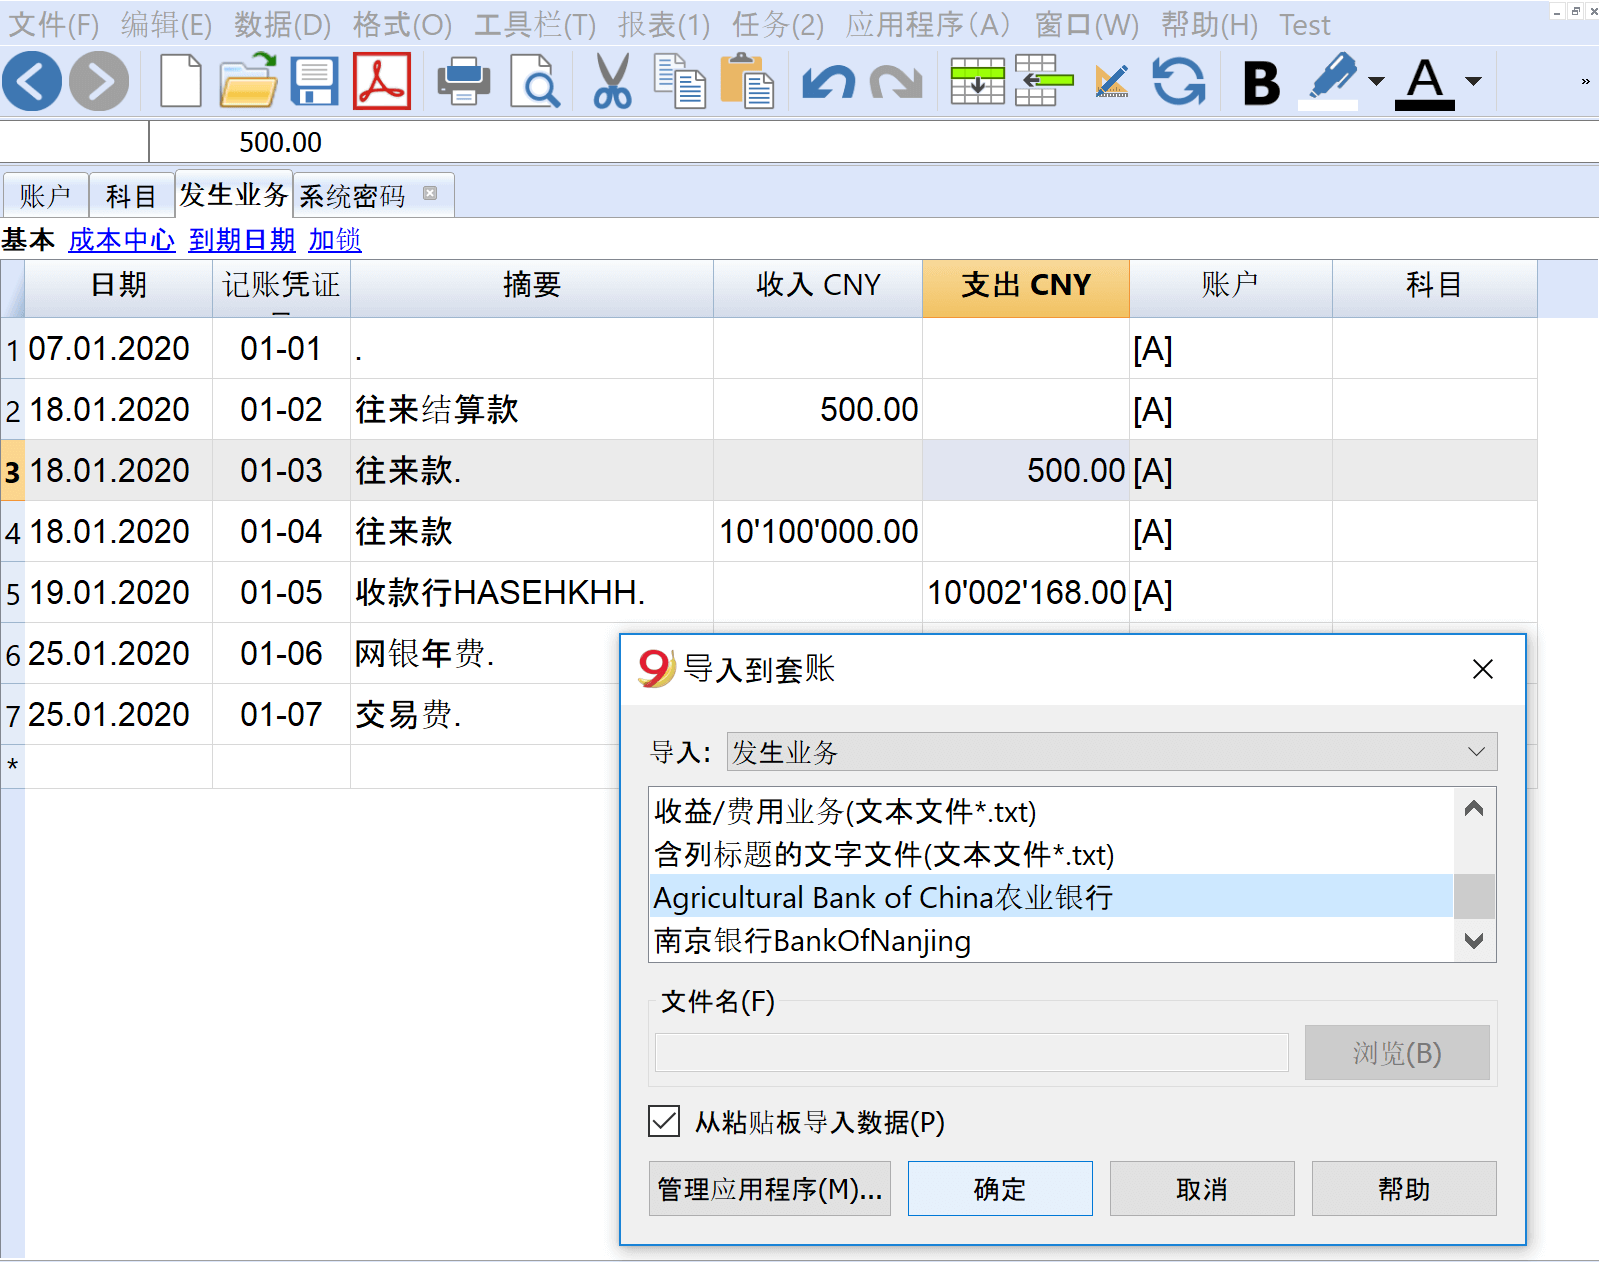 文件(F) 编辑(E) 数据(D) 格式(O) 工具栏(T) 报表(1) 任务(2) 应用程序(A) 窗口(W) 帮助(H) Test
B A »
500.00
账户 科目 发生业务 系统密码
基本 成本中心 到期日期 加锁
日期 记账凭证 摘要 收入 CNY 支出 CNY 账户 科目
1 07.01.2020 01-01 . [A]
2 18.01.2020 01-02 往来结算款 500.00 [A]
3 18.01.2020 01-03 往来款. 500.00 [A]
4 18.01.2020 01-04 往来款 10'100'000.00 [A]
5 19.01.2020 01-05 收款行HASEHKHH. 10'002'168.00 [A]
6 25.01.2020 01-06 网银年费.
7 25.01.2020 01-07 交易费.
*
导入到套账
导入: 发生业务
收益/费用业务(文本文件*.txt)
含列标题的文字文件(文本文件*.txt)
Agricultural Bank of China农业银行
南京银行BankOfNanjing
文件名(F)
浏览(B)
从粘贴板导入数据(P)
管理应用程序(M)... 确定 取消 帮助